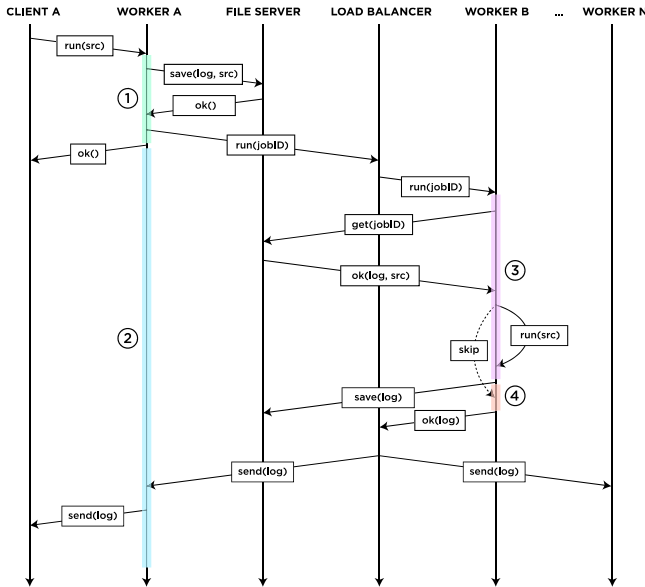 CLIENT A WORKER A FILE SERVER LOAD BALANCER WORKER B ... WORKER N
run(src)
save(log, src)
1
ok()
run(jobID)
ok()
run(jobID)
get(jobID)
3
ok(log, src)
2
run(src)
skip
4
save(log)
ok(log)
send(log) send(log)
send(log)